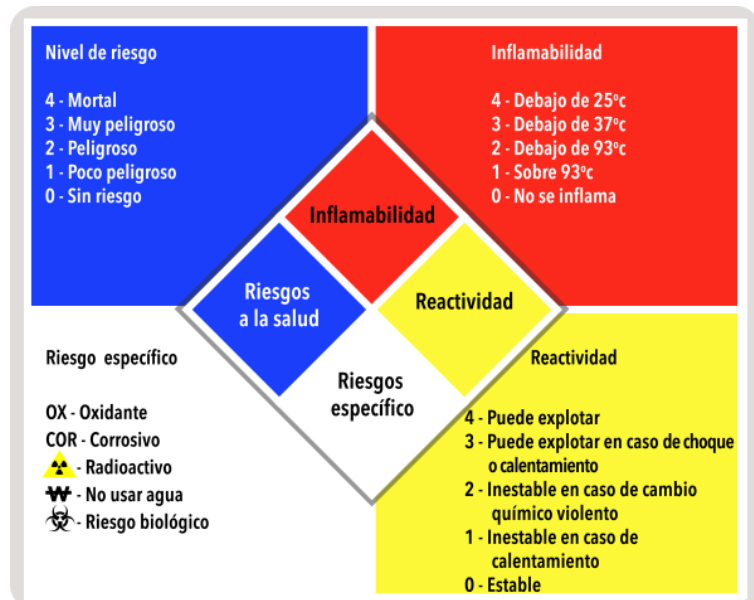 Nivel de riesgo
4 - Mortal
3 - Muy peligroso
2 - Peligroso
1 - Poco peligroso
0 - Sin riesgo
Inflamabilidad
4 - Debajo de 25ºc
3 - Debajo de 37ºc
2 - Debajo de 93ºc
1 - Sobre 93ºc
0 - No se inflama
Inflamabilidad
Riesgos
a la salud
Reactividad
Riesgos
específico
Riesgo específico
OX - Oxidante
COR - Corrosivo
- Radioactivo
W - No usar agua
- Riesgo biológico
Reactividad
4 - Puede explotar
3 - Puede explotar en caso de choque
o calentamiento
2 - Inestable en caso de cambio
químico violento
1 - Inestable en caso de
calentamiento
0 - Estable